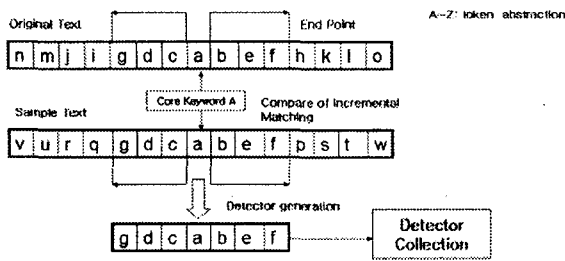 Original Text
End Point
A--Z: token abstraction
n m j i g d c a b e f h k l o
Core Keyword A
Sample Text
Compare of Incremental
Matching
v u r q g d c a b e f p s t w
Detector generation
g d c a b e f
Detector
Collection